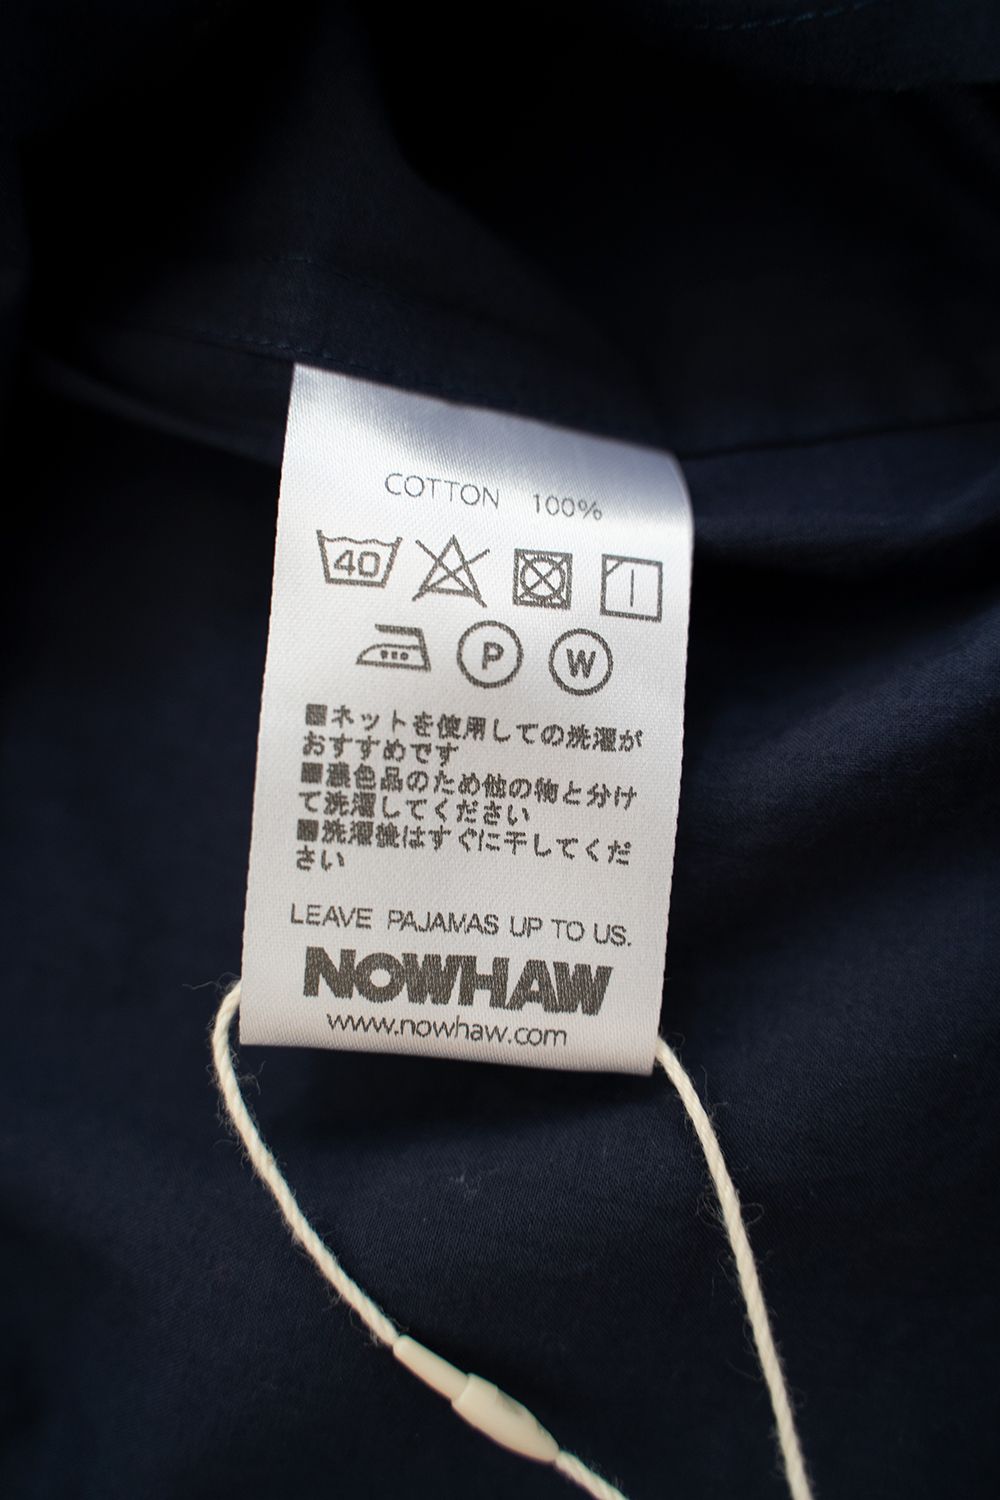 COTTON 100%
40
P W
■ネットを使用しての洗濯が
おすすめです
■濃色品のため他の物と分け
て洗濯してください
■洗濯後はすぐに干してくだ
さい
LEAVE PAJAMAS UP TO US.
NOWHAW
www.nowhaw.com